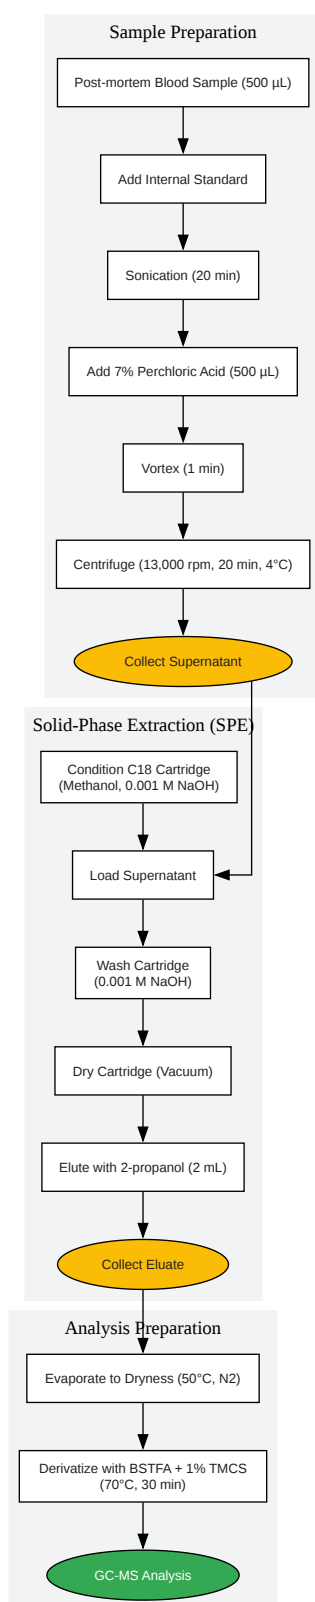 Sample Preparation
Post-mortem Blood Sample (500 µL)
Add Internal Standard
Sonication (20 min)
Add 7% Perchloric Acid (500 µL)
Vortex (1 min)
Centrifuge (13,000 rpm, 20 min, 4°C)
Collect Supernatant
Solid-Phase Extraction (SPE)
Condition C18 Cartridge
(Methanol, 0.001 M NaOH)
Load Supernatant
Wash Cartridge
(0.001 M NaOH)
Dry Cartridge (Vacuum)
Elute with 2-propanol (2 mL)
Collect Eluate
Analysis Preparation
Evaporate to Dryness (50°C, N2)
Derivatize with BSTFA + 1% TMCS
(70°C, 30 min)
GC-MS Analysis